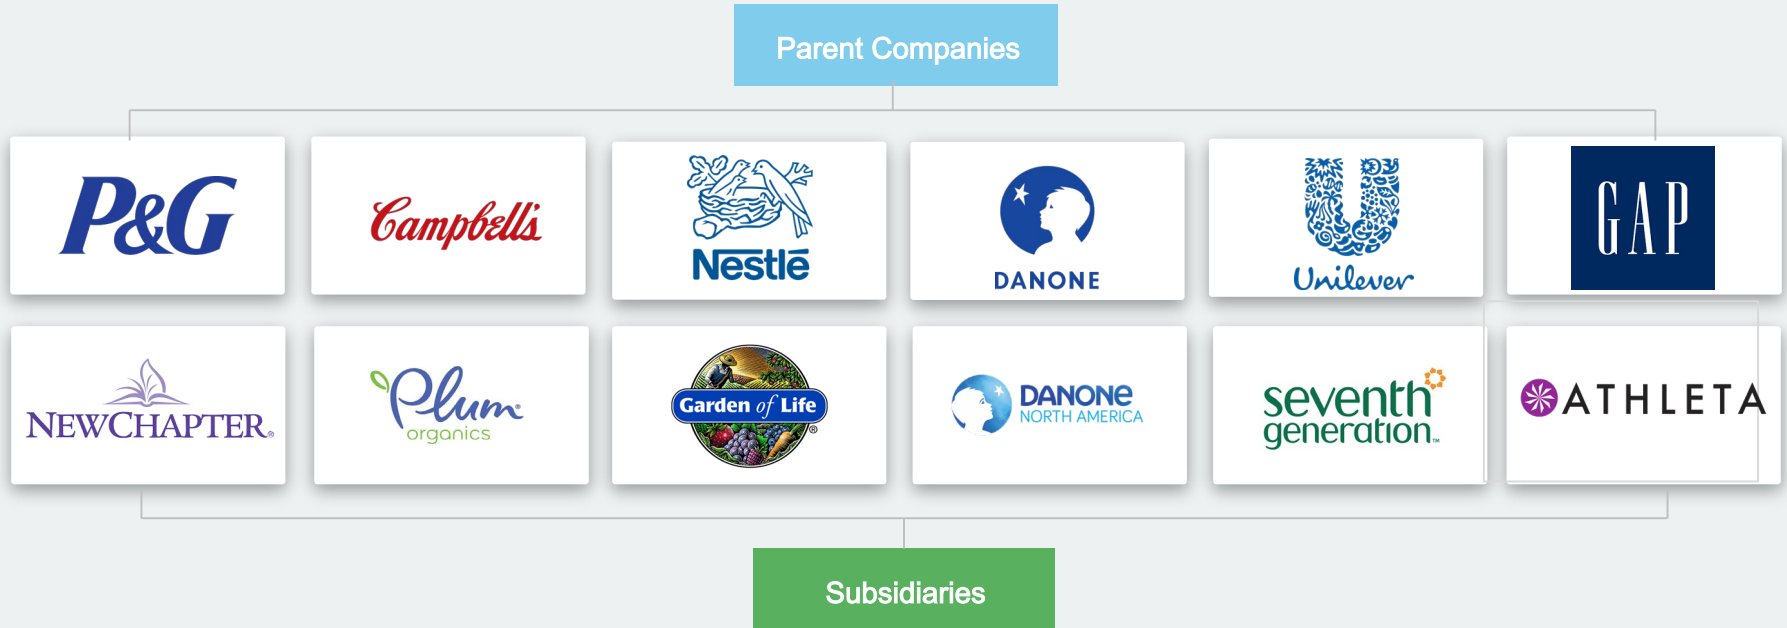 Parent Companies
P&G
Campbell's
Nestlé
DANONE
Unilever
GAP
NEWCHAPTER®
Plum®
organics
Garden of Life®
DANONE
NORTH AMERICA
seventh
generation™
ATHLETA
Subsidiaries